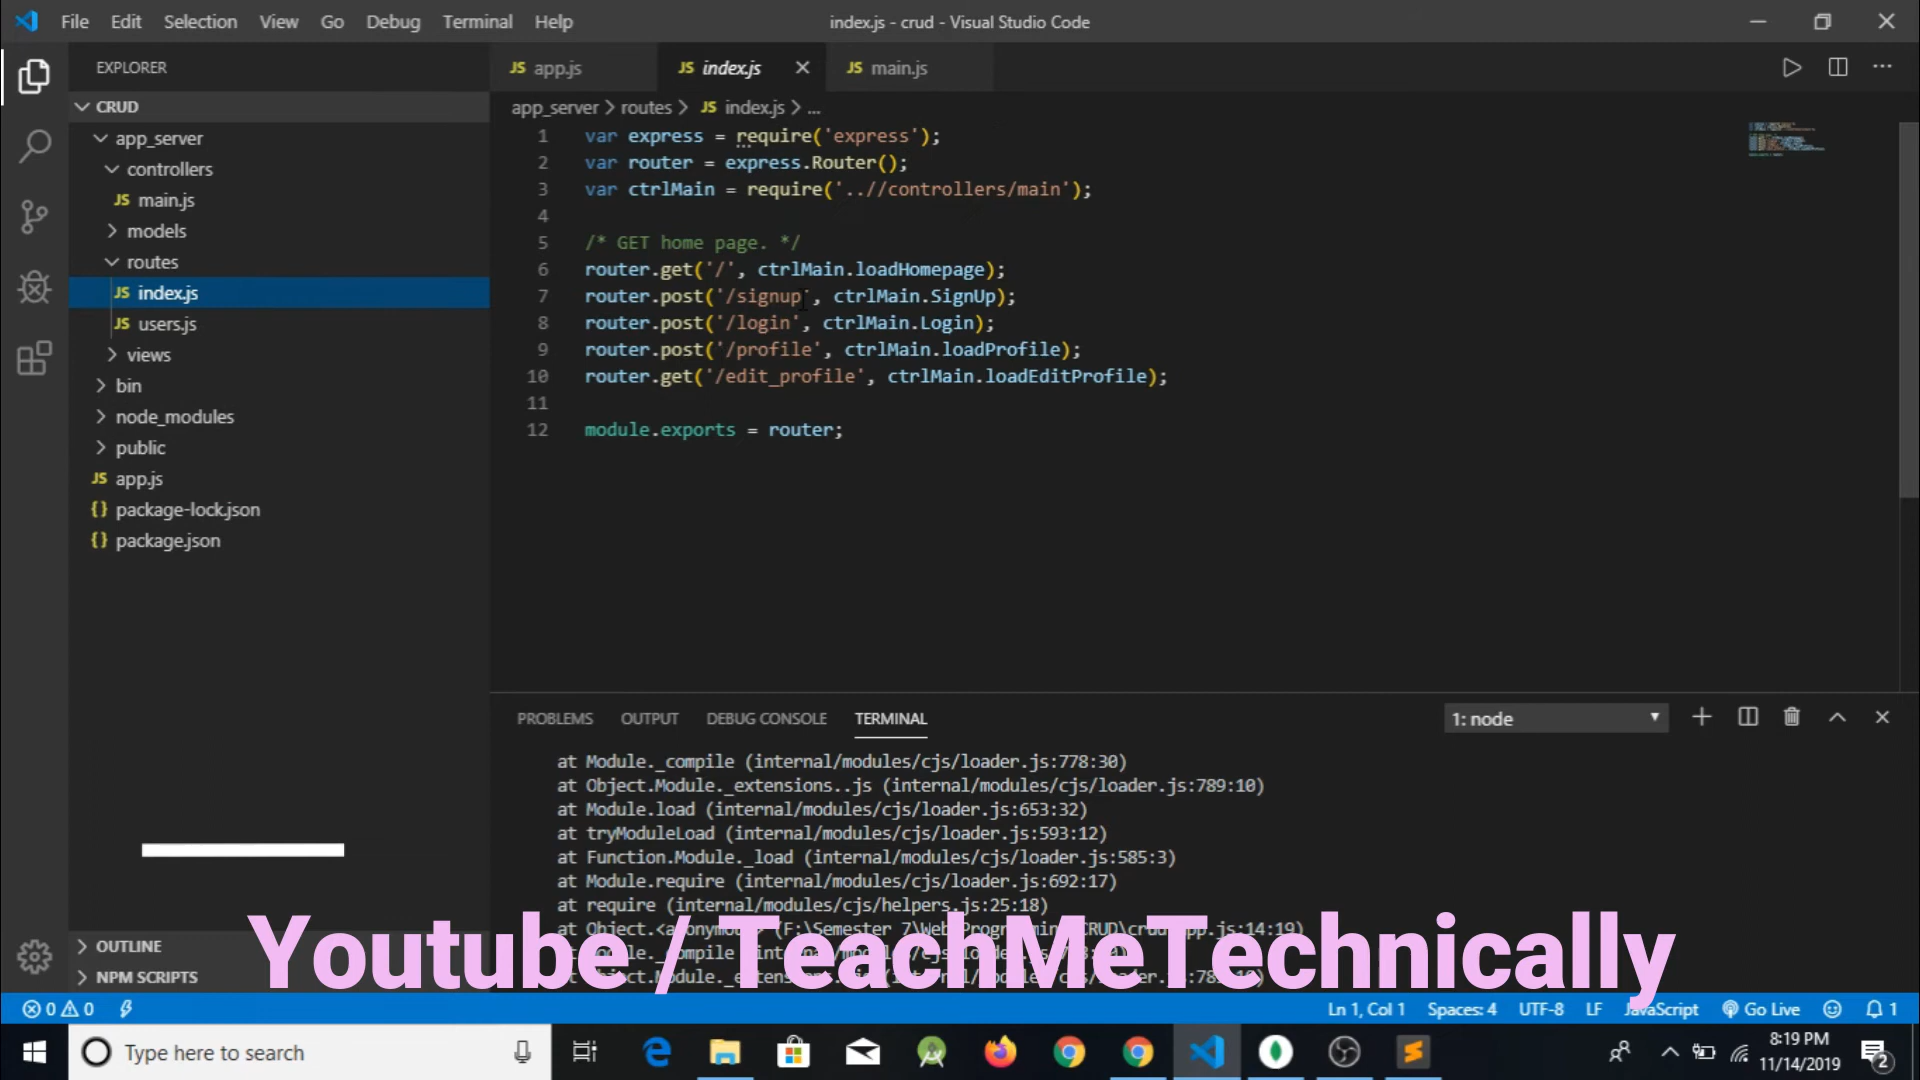 File Edit Selection View Go Debug Terminal Help
index.js - crud - Visual Studio Code
EXPLORER
CRUD
app_server
controllers
JS main.js
models
routes
JS index.js
JS users.js
views
bin
node_modules
public
JS app.js
{} package-lock.json
{} package.json
OUTLINE
NPM SCRIPTS
JS app.js
JS index.js
JS main.js
app_server > routes > JS index.js > ...
1 var express = require('express');
2 var router = express.Router();
3 var ctrlMain = require('..//controllers/main');
4
5 /* GET home page. */
6 router.get('/', ctrlMain.loadHomepage);
7 router.post('/signup', ctrlMain.SignUp);
8 router.post('/login', ctrlMain.Login);
9 router.post('/profile', ctrlMain.loadProfile);
10 router.get('/edit_profile', ctrlMain.loadEditProfile);
11
12 module.exports = router;
PROBLEMS OUTPUT DEBUG CONSOLE TERMINAL
1: node
at Module._compile (internal/modules/cjs/loader.js:778:30)
at Object.Module._extensions..js (internal/modules/cjs/loader.js:789:10)
at Module.load (internal/modules/cjs/loader.js:653:32)
at tryModuleLoad (internal/modules/cjs/loader.js:593:12)
at Function.Module._load (internal/modules/cjs/loader.js:585:3)
at Module.require (internal/modules/cjs/loader.js:692:17)
at require (internal/modules/cjs/helpers.js:25:18)
at
Youtube / TeachMeTechnically
0 0
Ln 1, Col 1 Spaces: 4 UTF-8 LF JavaScript Go Live 1
Type here to search
8:19 PM
11/14/2019
2